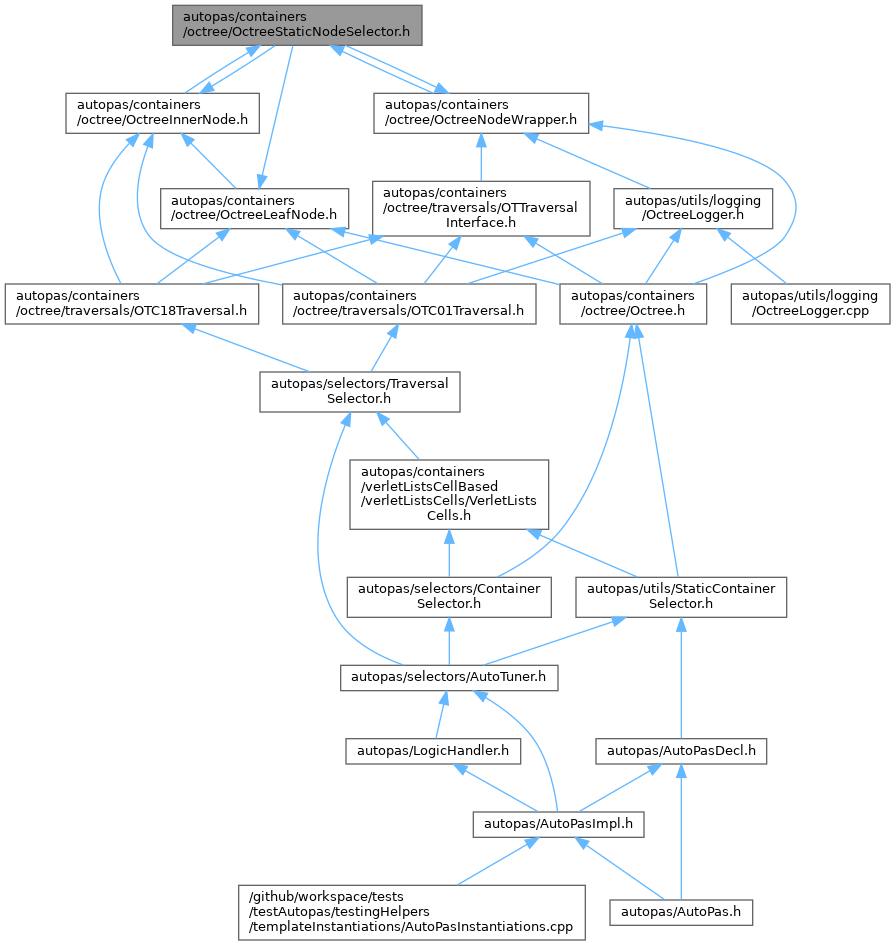 autopas/containers
/octree/OctreeStaticNodeSelector.h
autopas/containers
/octree/OctreeInnerNode.h
autopas/containers
/octree/OctreeNodeWrapper.h
autopas/containers
/octree/OctreeLeafNode.h
autopas/containers
/octree/traversals/OTTraversal
Interface.h
autopas/utils/logging
/OctreeLogger.h
autopas/containers
/octree/traversals/OTC18Traversal.h
autopas/containers
/octree/traversals/OTC01Traversal.h
autopas/containers
/octree/Octree.h
autopas/utils/logging
/OctreeLogger.cpp
autopas/selectors/Traversal
Selector.h
autopas/containers
/verletListsCellBased
/verletListsCells/VerletLists
Cells.h
autopas/selectors/Container
Selector.h
autopas/utils/StaticContainer
Selector.h
autopas/selectors/AutoTuner.h
autopas/LogicHandler.h
autopas/AutoPasDecl.h
autopas/AutoPasImpl.h
/github/workspace/tests
/testAutopas/testingHelpers
/templateInstantiations/AutoPasInstantiations.cpp
autopas/AutoPas.h